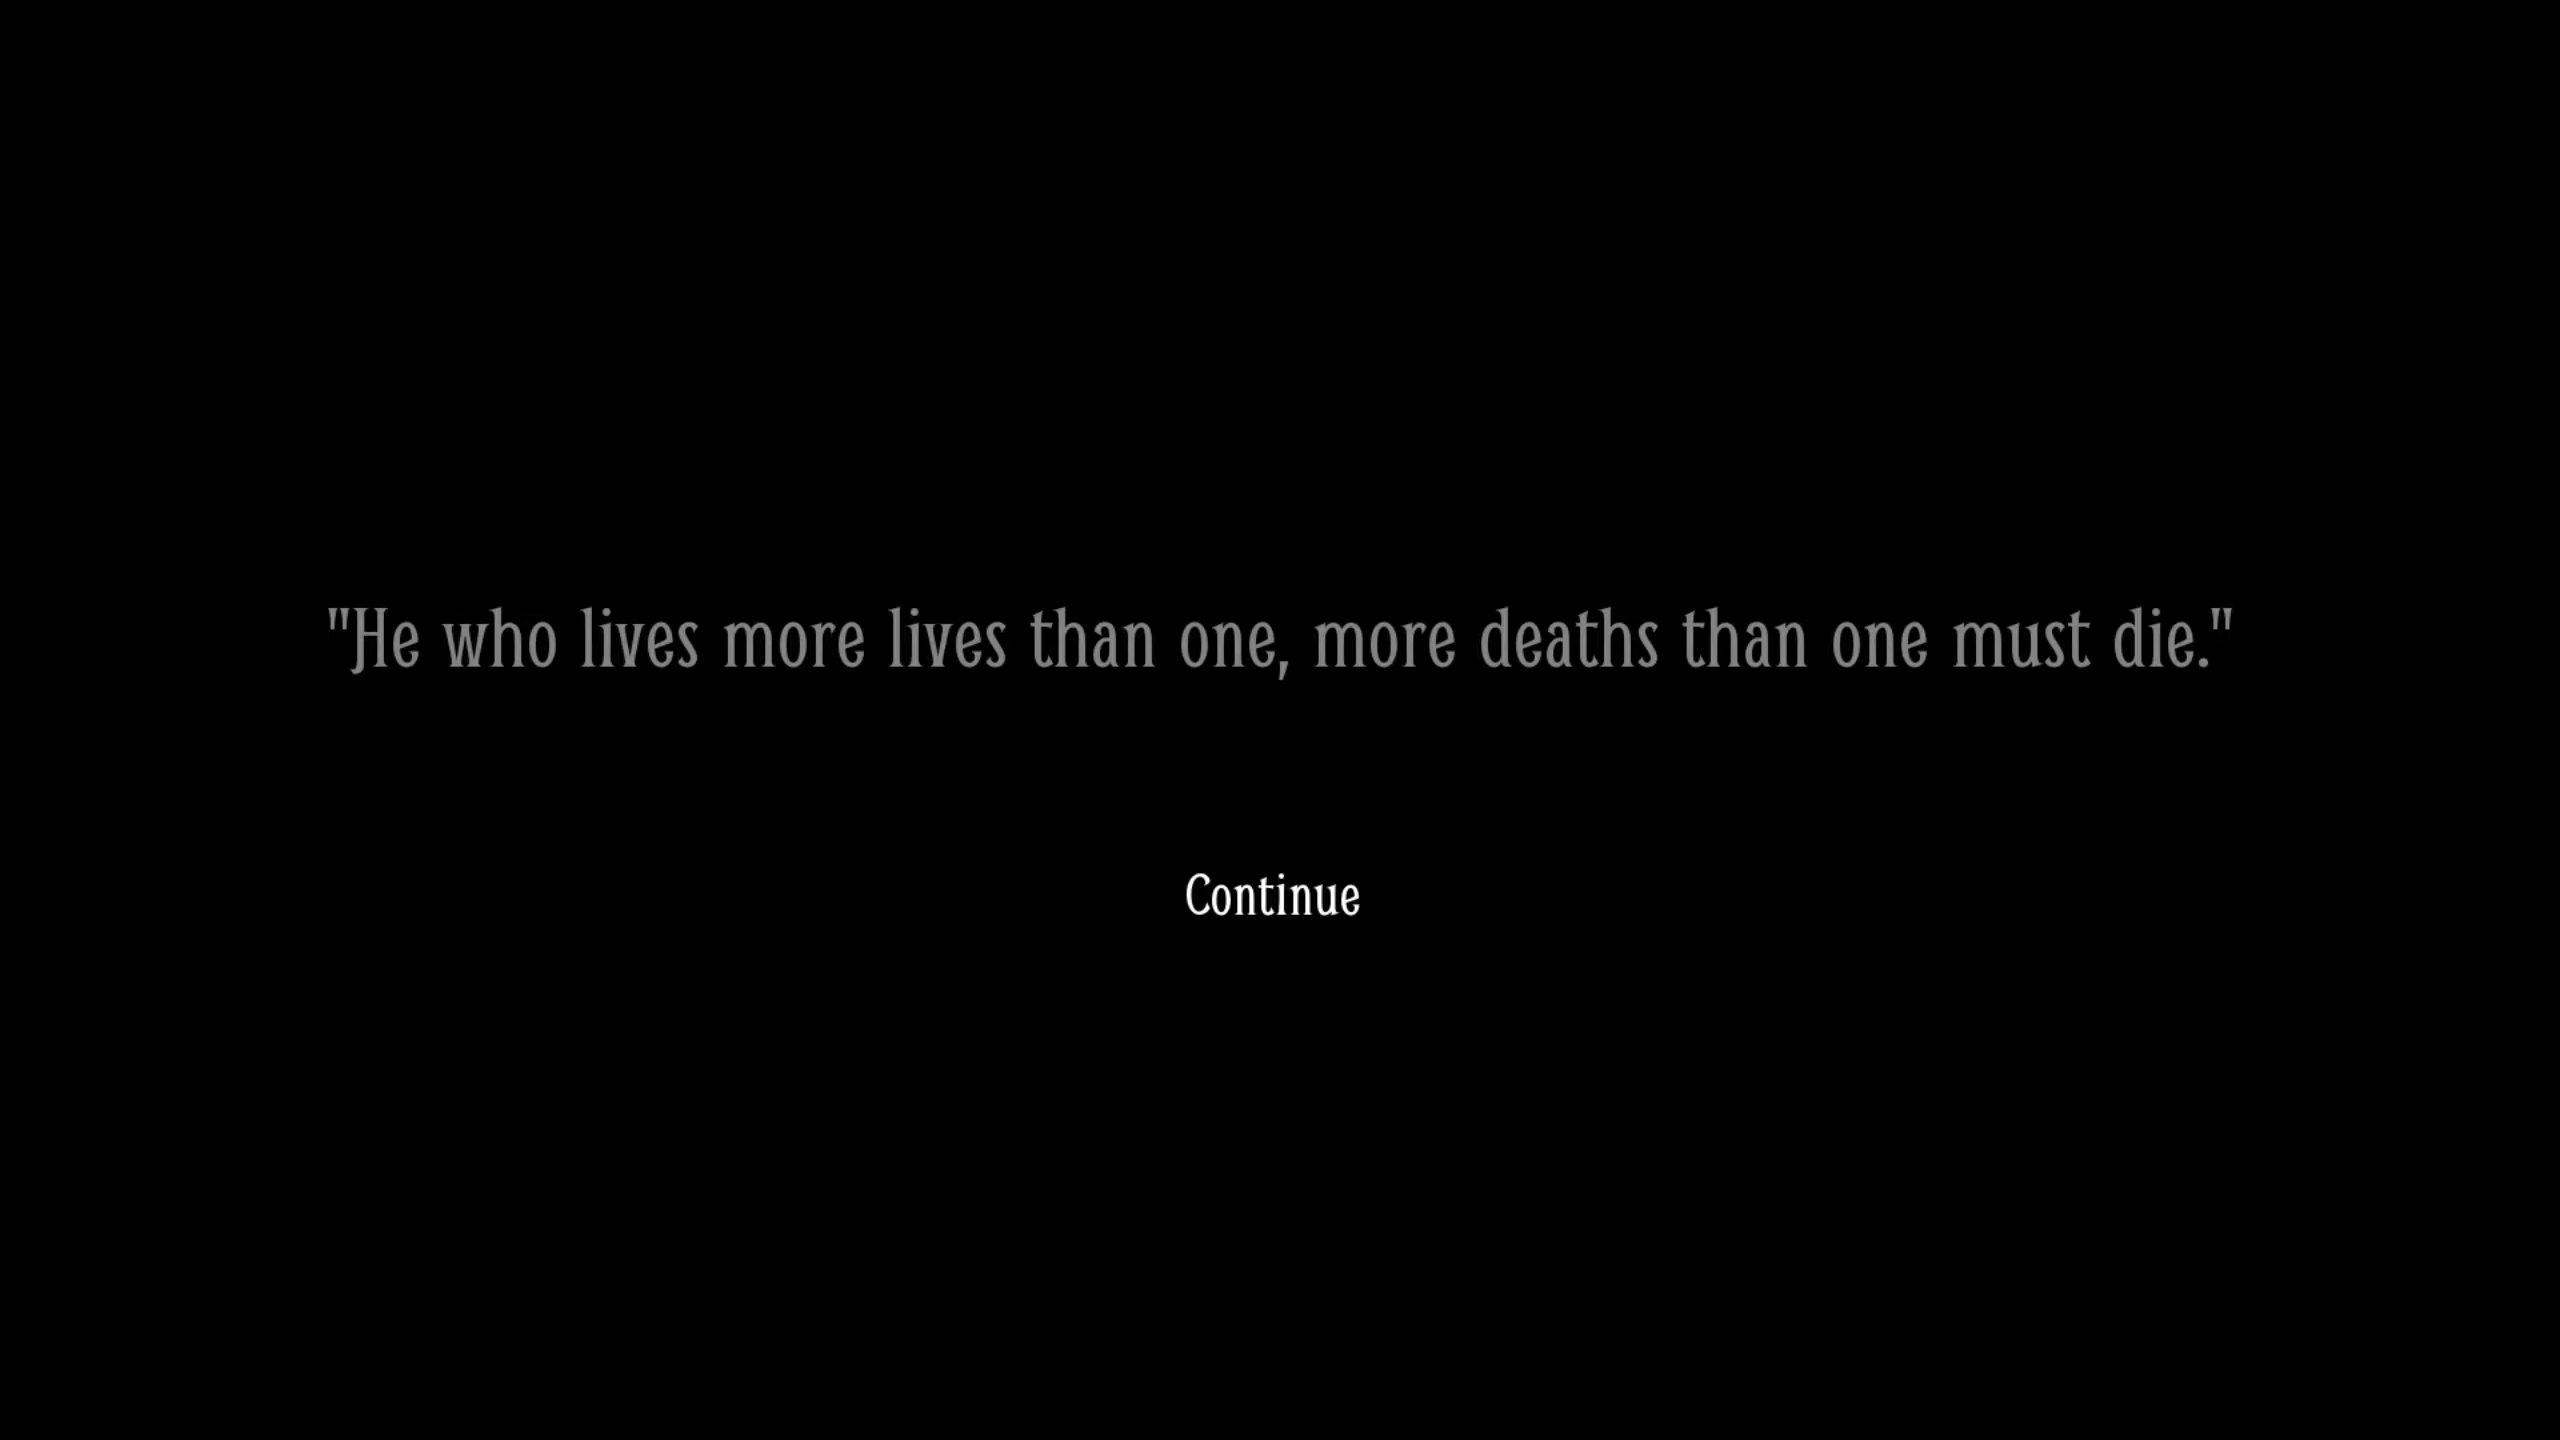 "He who lives more lives than one, more deaths than one must die."
Continue